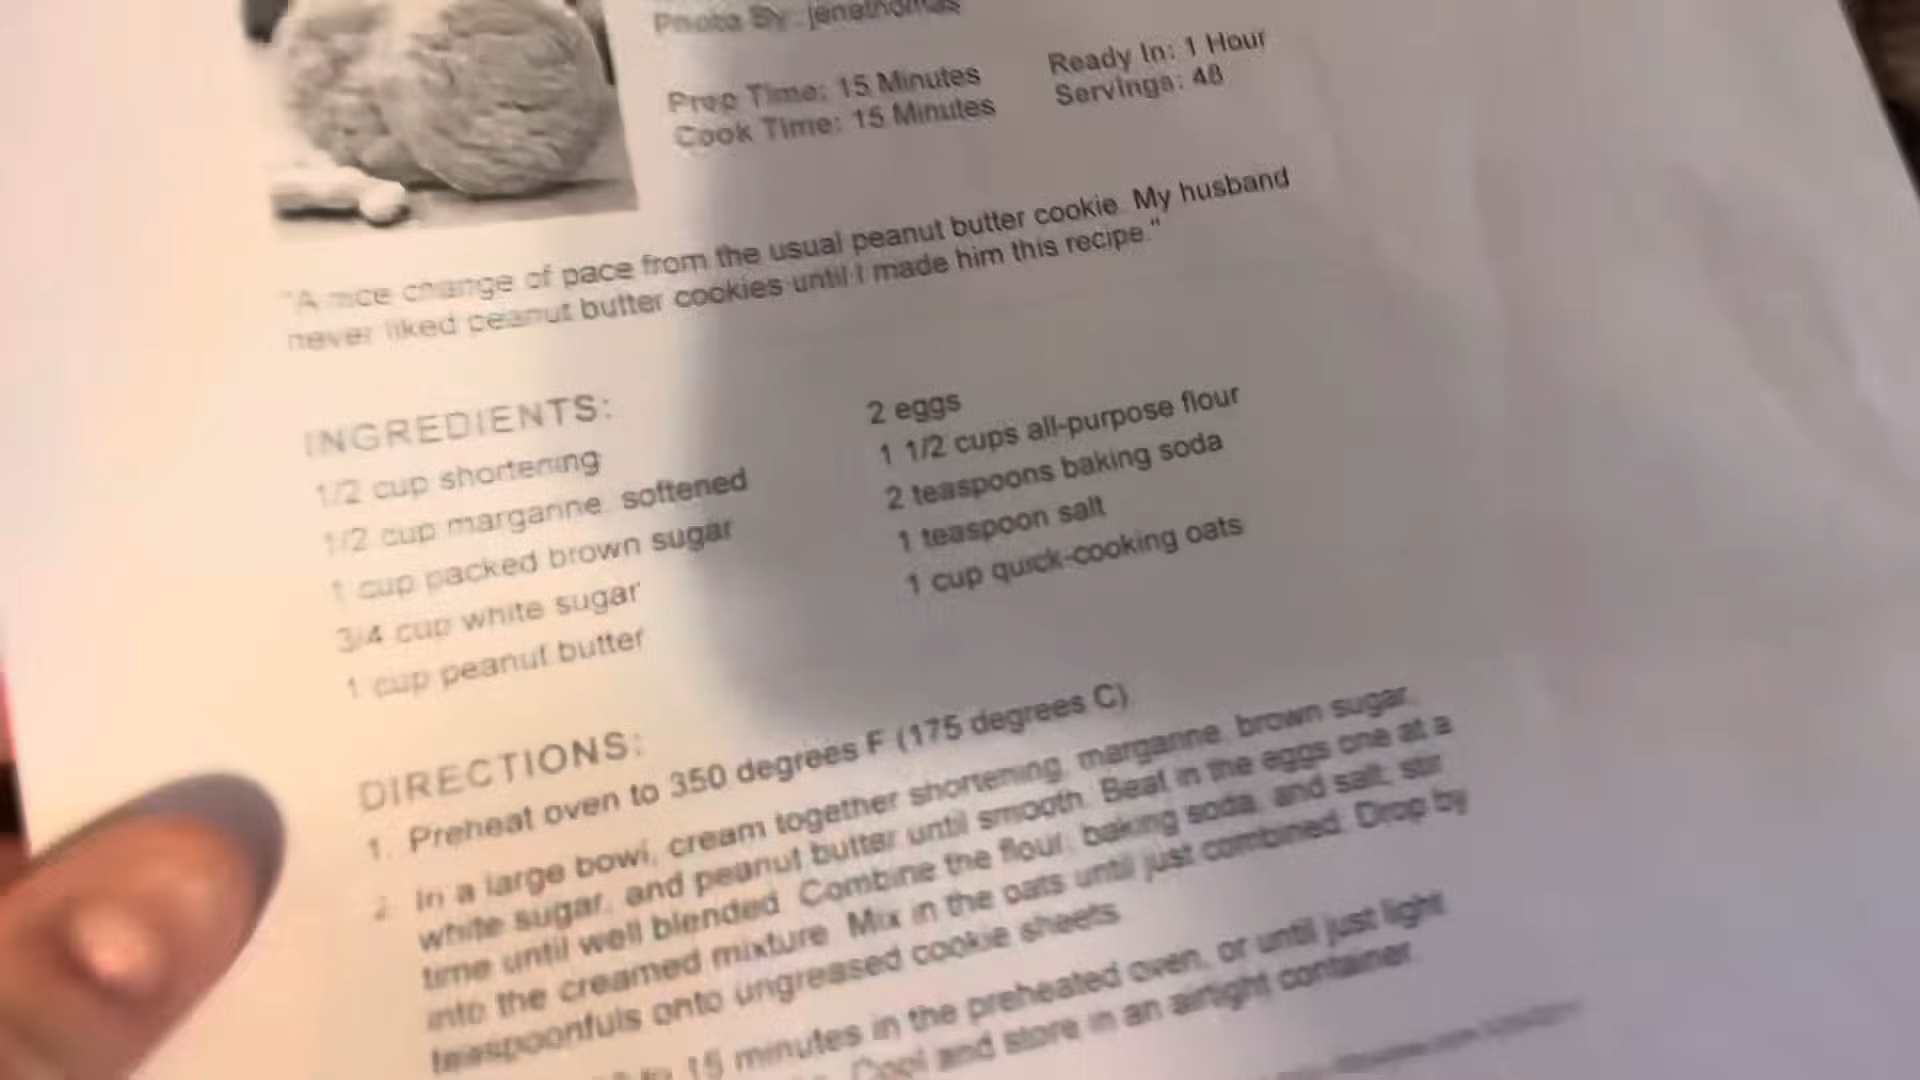 Photo By: jenethomas
Prep Time: 15 Minutes
Cook Time: 15 Minutes
Ready In: 1 Hour
Servings: 48
"A nice change of pace from the usual peanut butter cookie. My husband
never liked peanut butter cookies until I made him this recipe."
INGREDIENTS:
1/2 cup shortening
1/2 cup margarine, softened
1 cup packed brown sugar
3/4 cup white sugar
1 cup peanut butter
2 eggs
1 1/2 cups all-purpose flour
2 teaspoons baking soda
1 teaspoon salt
1 cup quick-cooking oats
DIRECTIONS:
1. Preheat oven to 350 degrees F (175 degrees C)
2. In a large bowl, cream together shortening, margarine, brown sugar,
white sugar, and peanut butter until smooth. Beat in the eggs one at a
time until well blended. Combine the flour, baking soda, and salt; stir
into the creamed mixture. Mix in the oats until just combined. Drop by
teaspoonfuls onto ungreased cookie sheets.
15 minutes in the preheated oven, or until just light
Cool and store in an airtight container.